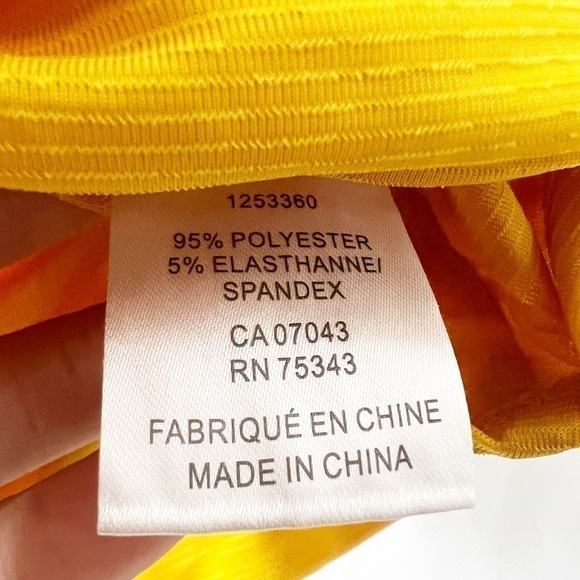 1253360
95% POLYESTER
5% ELASTHANNE/
SPANDEX
CA 07043
RN 75343
FABRIQUÉ EN CHINE
MADE IN CHINA